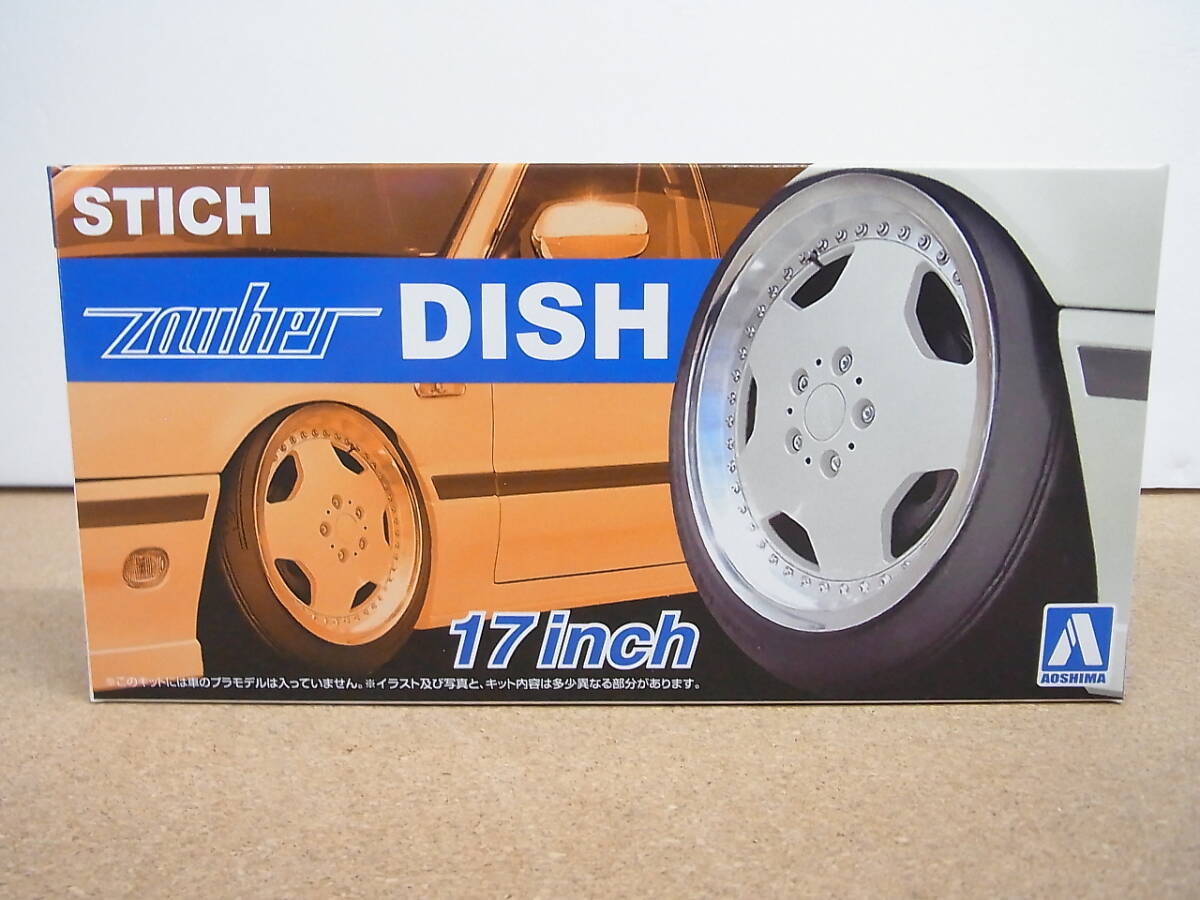 STICH
zauber DISH
17 inch
※このキットには車のプラモデルは入っていません。※イラスト及び写真と、キット内容は多少異なる部分があります。
AOSHIMA